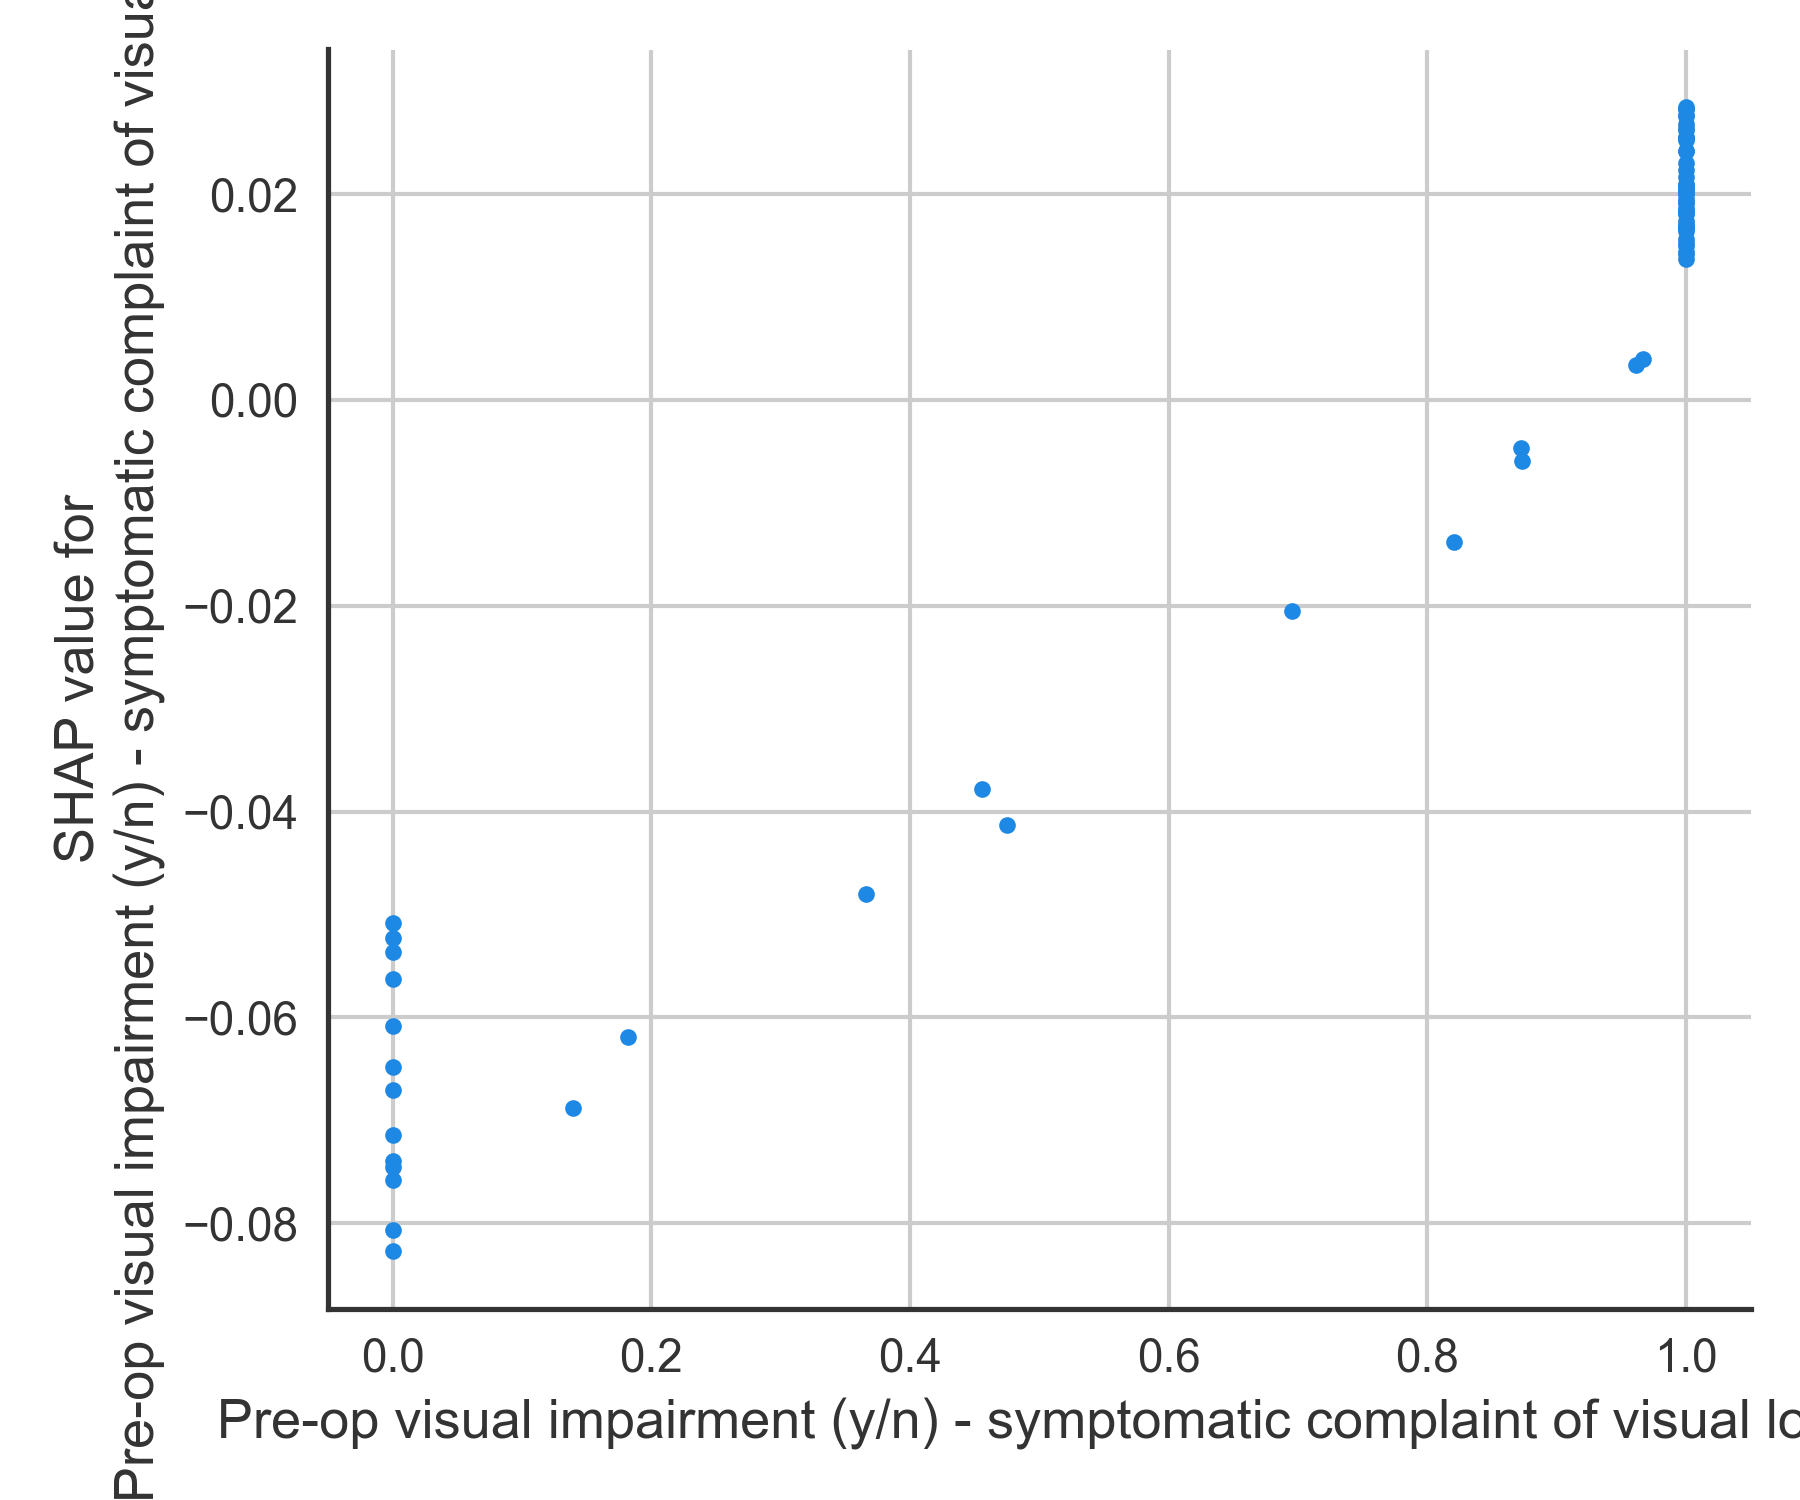 SHAP value for
Pre-op visual impairment (y/n) - symptomatic complaint of
0.02
0.00
−0.02
−0.04
−0.06
−0.08
0.0 0.2 0.4 0.6 0.8 1.0
Pre-op visual impairment (y/n) - symptomatic complaint of visual